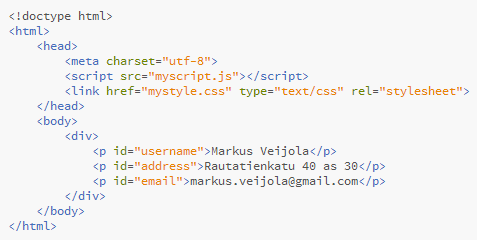 <!doctype html>
<html>
<head>
<meta charset="utf-8">
<script src="myscript.js"></script>
<link href="mystyle.css" type="text/css" rel="stylesheet">
</head>
<body>
<div>
<p id="username">Markus Veijola</p>
<p id="address">Rautatienkatu 40 as 30</p>
<p id="email">markus.veijola@gmail.com</p>
</div>
</body>
</html>